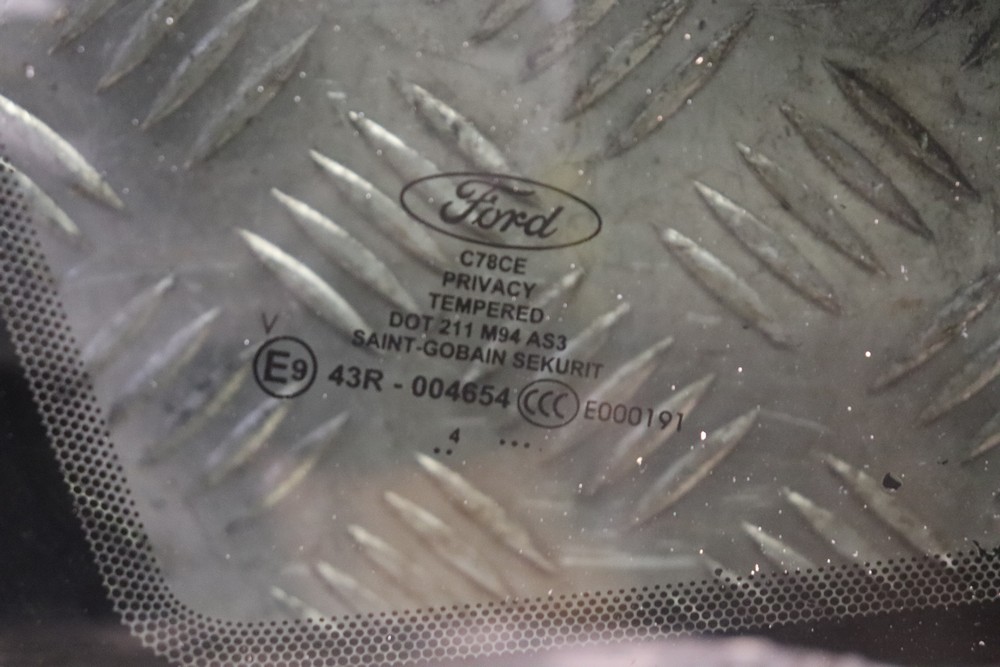 Ford
C78CE
PRIVACY
TEMPERED
DOT 211 M94 AS3
SAINT-GOBAIN SEKURIT
V
E9 43R - 004654 CCC E000191
.. 4 ...